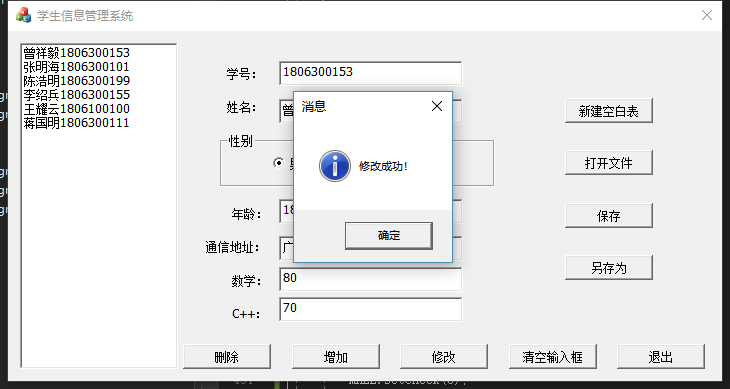 学生信息管理系统
曾祥毅1806300153
张明海1806300101
陈浩明1806300199
李绍兵1806300155
王耀云1806100100
蒋国明1806300111
学号：
1806300153
姓名：
性别
年龄：
18
通信地址：
广
数学：
80
C++：
70
消息
修改成功！
确定
新建空白表
打开文件
保存
另存为
删除
增加
修改
清空输入框
退出